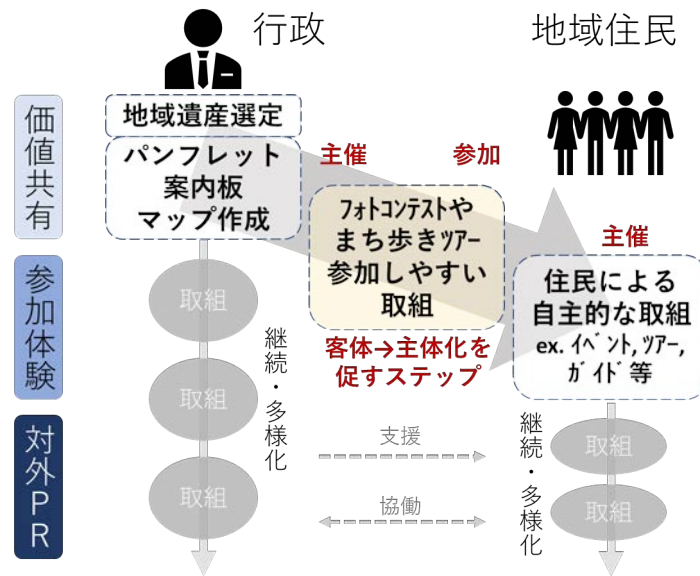 行政
地域住民
価値共有
地域遺産選定
パンフレット
案内板
マップ作成
主催
参加
フォトコンテストや
まち歩きツアー
参加しやすい
取組
客体→主体化を
促すステップ
主催
住民による
自主的な取組
ex. イベント,ツアー,
ガイド等
参加体験
取組
取組
継続・多様化
対外PR
取組
支援
協働
継続・多様化
取組
取組